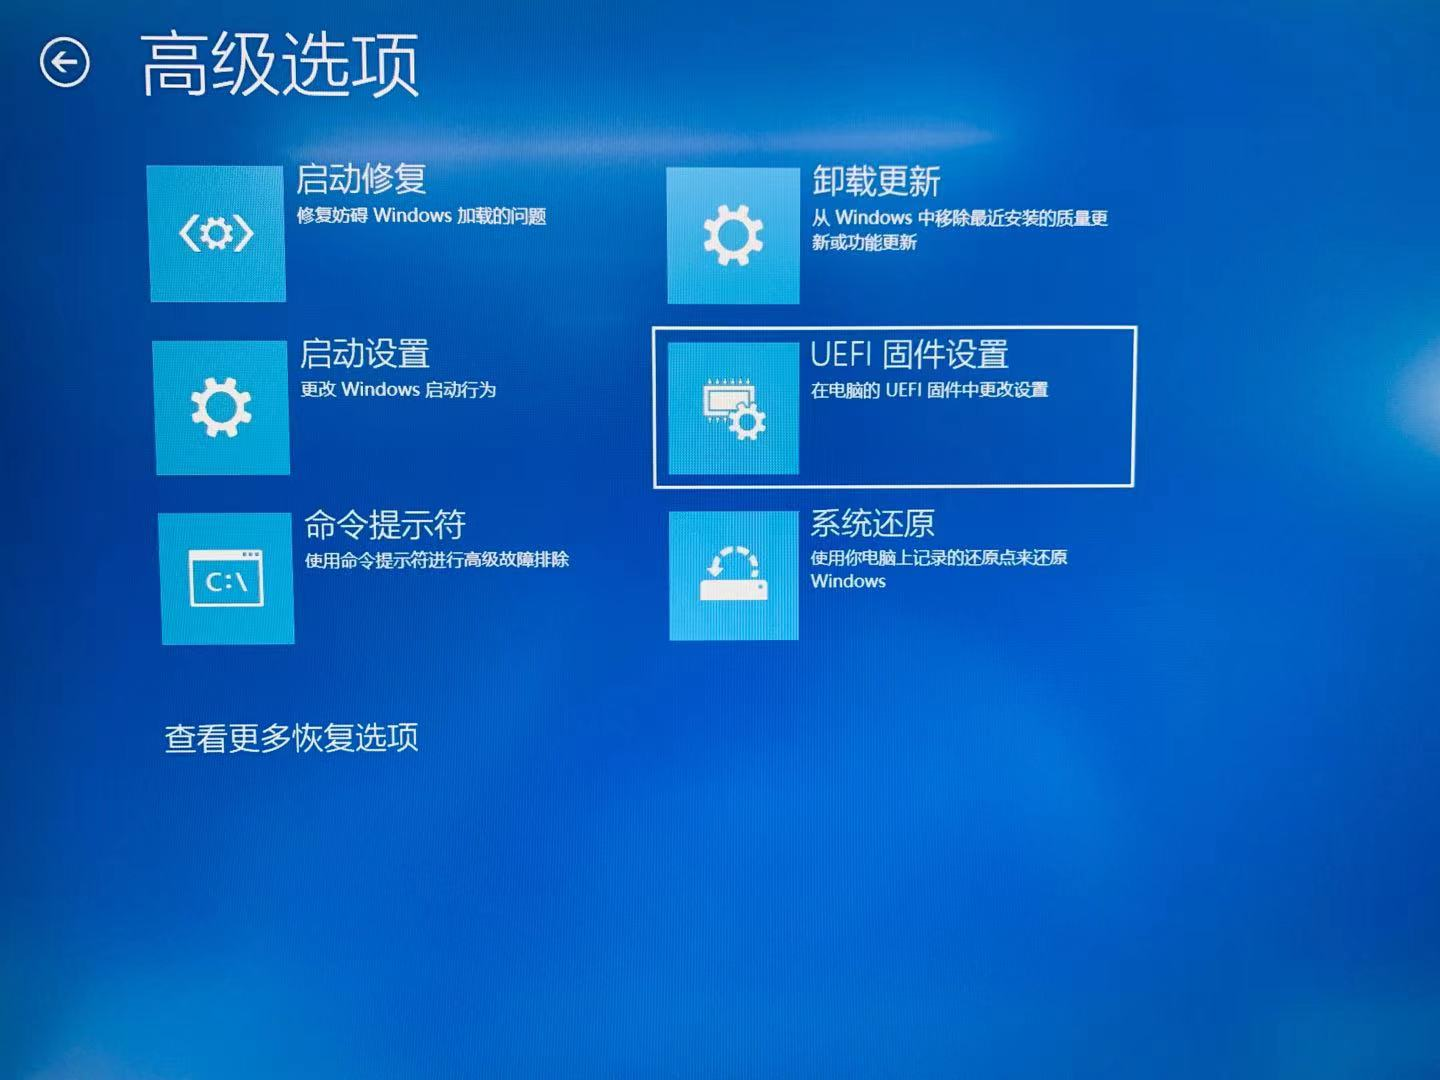 高级选项
启动修复
修复妨碍 Windows 加载的问题
卸载更新
从 Windows 中移除最近安装的质量更
新或功能更新
启动设置
更改 Windows 启动行为
UEFI 固件设置
在电脑的 UEFI 固件中更改设置
C:\
命令提示符
使用命令提示符进行高级故障排除
系统还原
使用你电脑上记录的还原点来还原
Windows
查看更多恢复选项